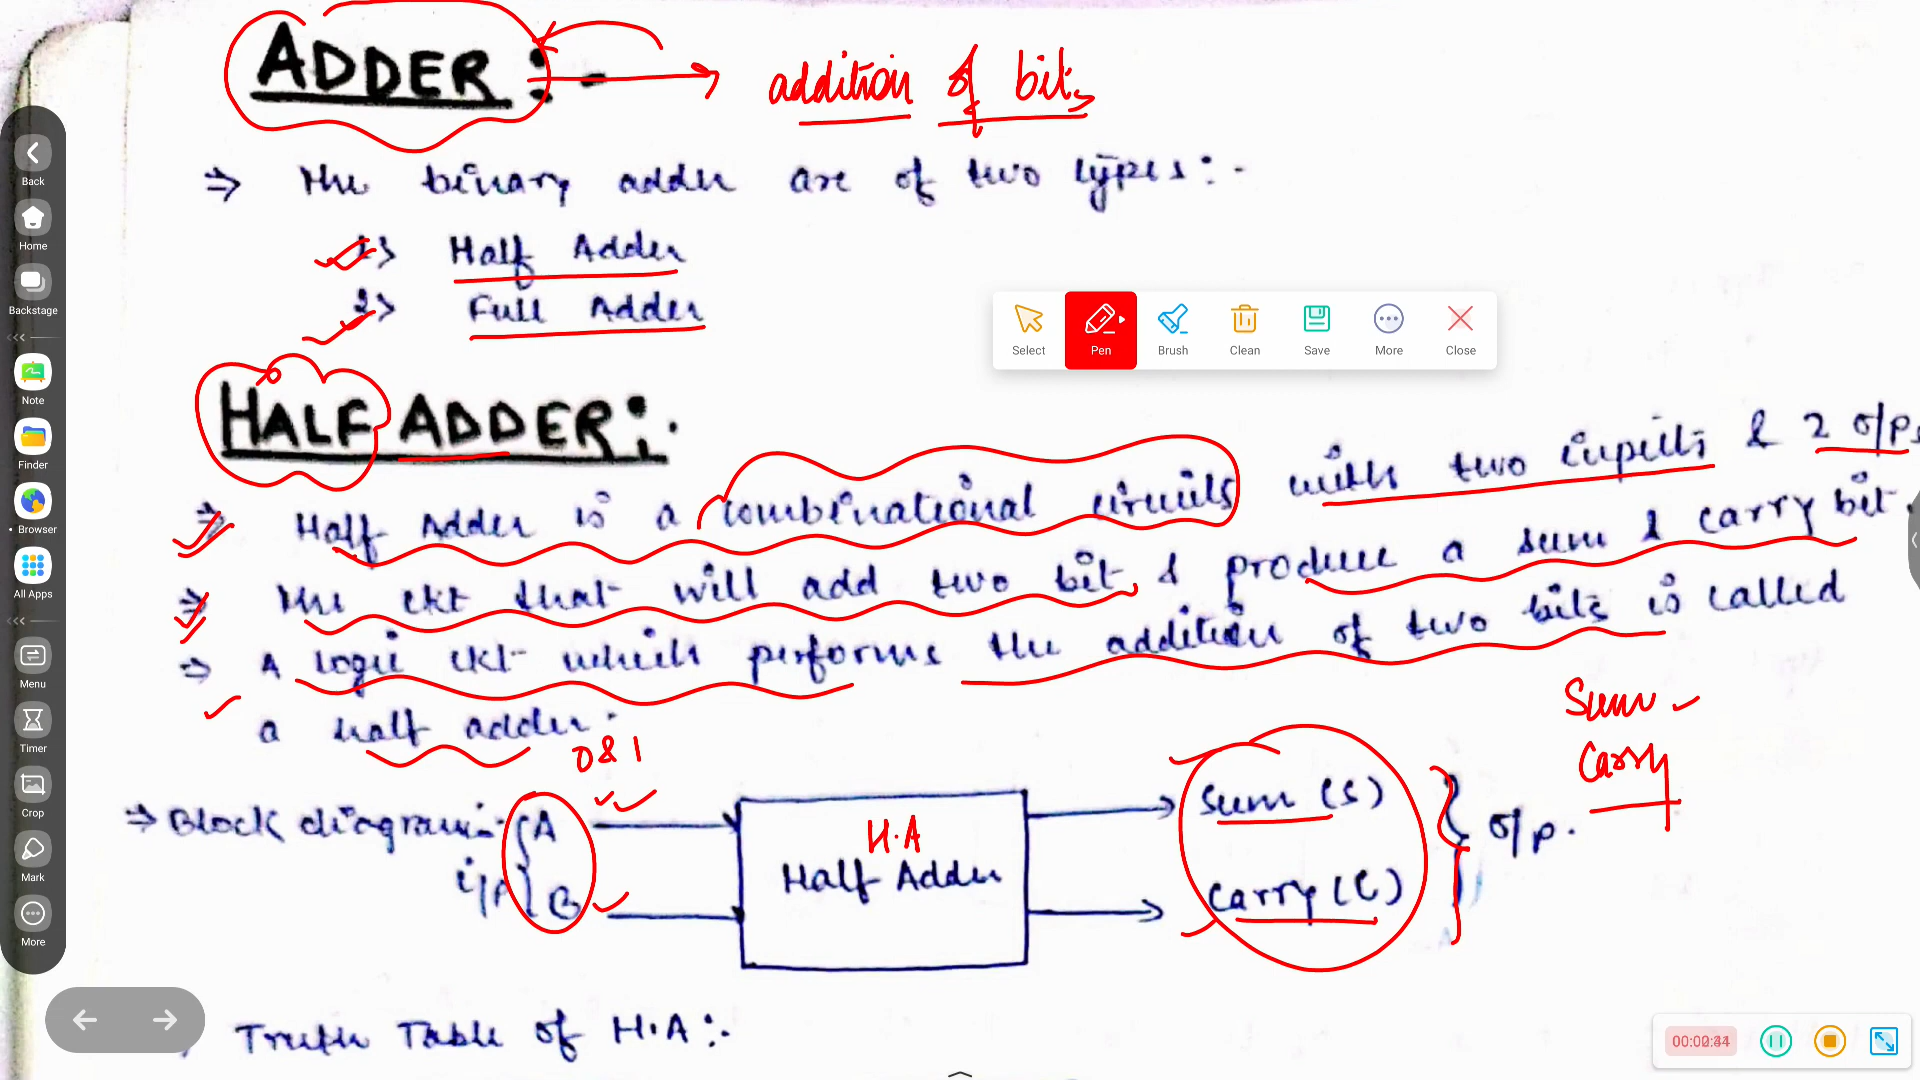 ADDER :-
addition of bits
⇒ The binary adder are of two types:-
1> Half Adder
2> Full Adder
HALF ADDER:-
⇒ Half Adder is a combinational circuits with two inputs & 2 o/ps
⇒ The ckt that will add two bit & produce a sum & carry bit.
⇒ A logic ckt which performs the addition of two bits is called
a half adder.
0 & 1
Sum
Carry
⇒ Block diagram:-
i/p
A
B
H.A
Half Adder
Sum (S)
Carry (C)
o/p.
Truth Table of H.A:-
Back
Home
Backstage
Note
Finder
Browser
All Apps
Menu
Timer
Crop
Mark
More
Select
Pen
Brush
Clean
Save
More
Close